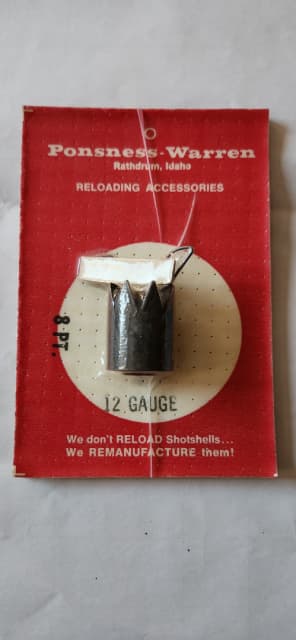 Ponsness-Warren
Rathdrum, Idaho
RELOADING ACCESSORIES
8 PT.
12 GAUGE
We don't RELOAD Shotshells...
We REMANUFACTURE them!